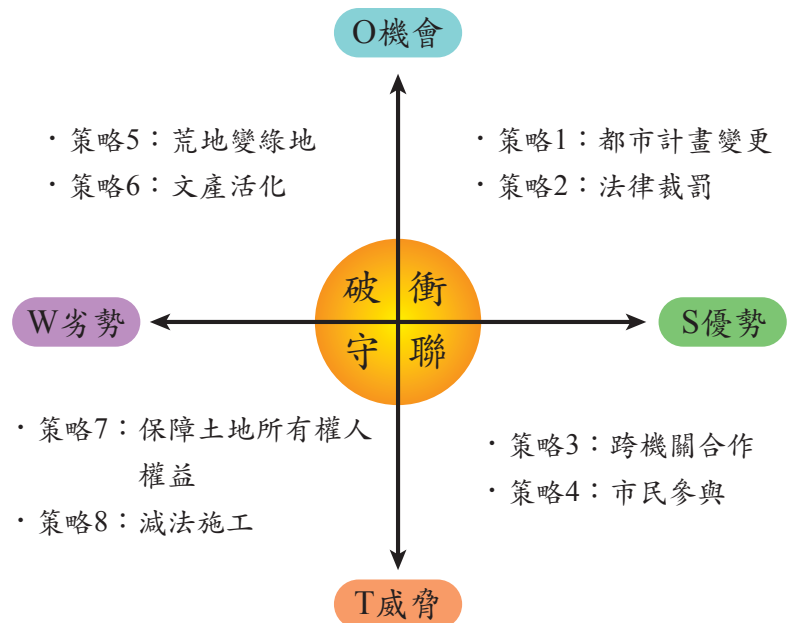 O機會
・策略5：荒地變綠地
・策略6：文產活化
・策略1：都市計畫變更
・策略2：法律裁罰
破 衝
W劣勢
S優勢
守 聯
・策略7：保障土地所有權人
權益
・策略8：減法施工
・策略3：跨機關合作
・策略4：市民參與
T威脅